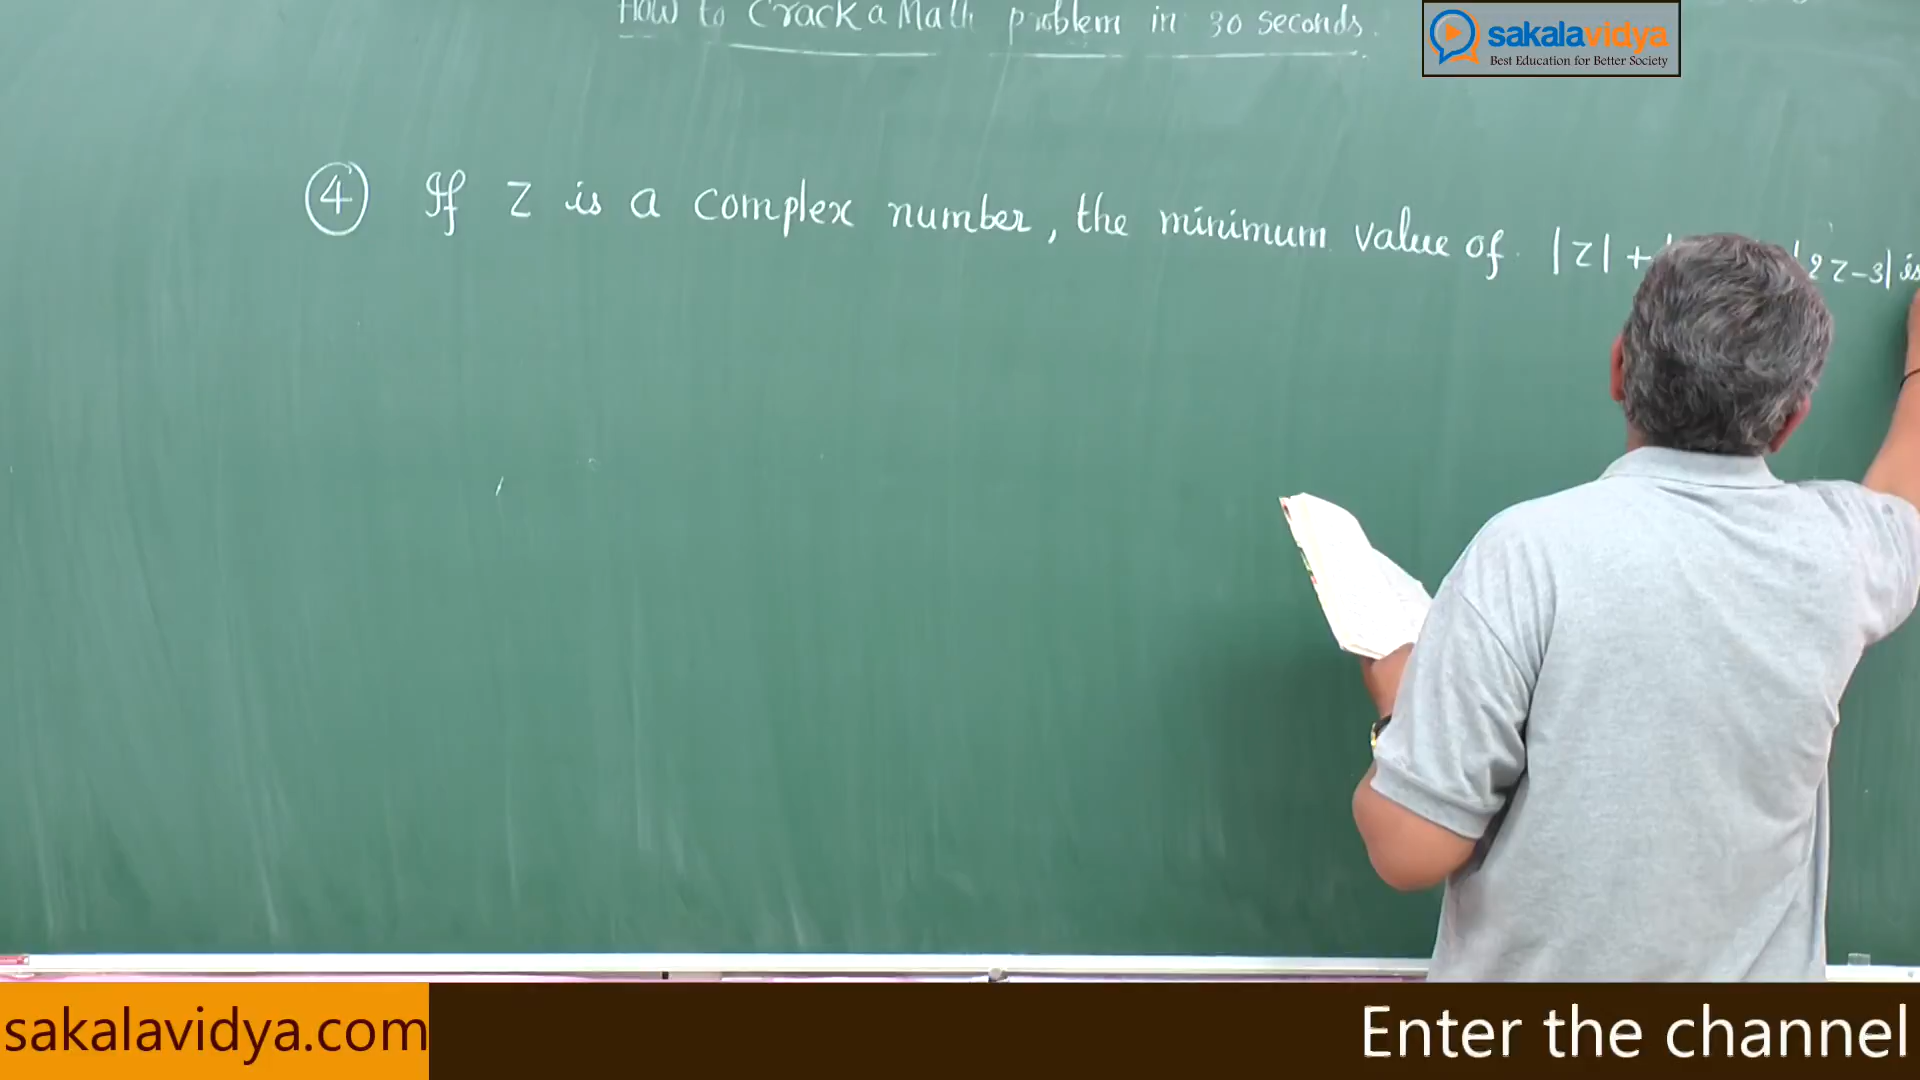 How to Crack a Math problem in 30 seconds.
sakalavidya
Best Education for Better Society
④ If z is a complex number, the minimum value of |z| + |2z-3| is
sakalavidya.com
Enter the channel